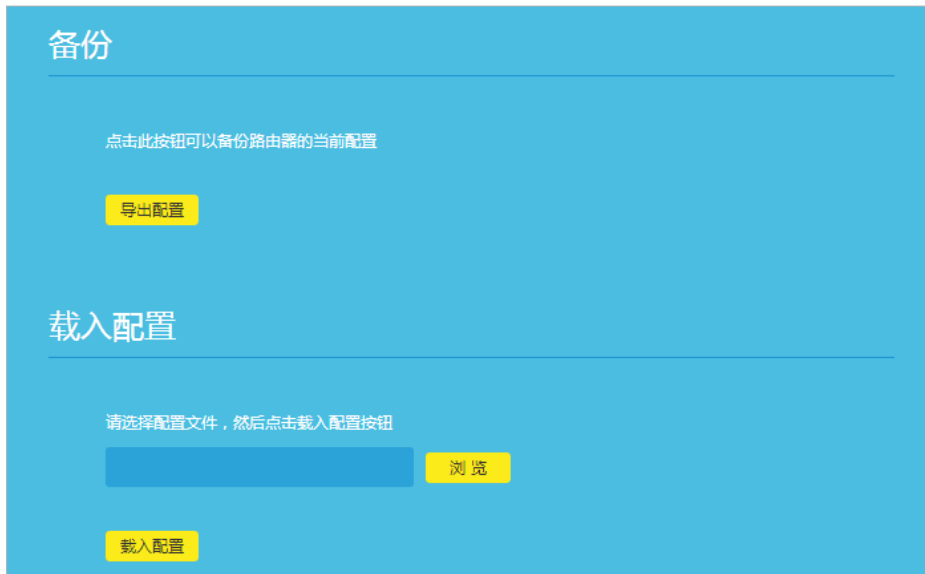 备份
点击此按钮可以备份路由器的当前配置
导出配置
载入配置
请选择配置文件，然后点击载入配置按钮
浏 览
载入配置